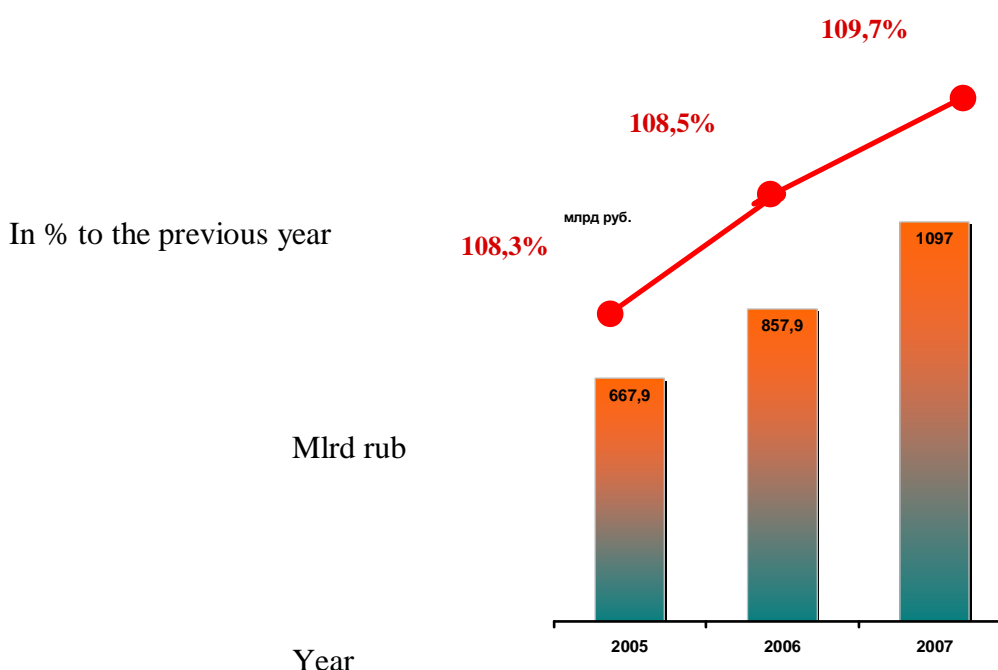 109,7%
108,5%
млрд руб.
In % to the previous year
108,3%
1097
857,9
667,9
Mlrd rub
2005 2006 2007
Year